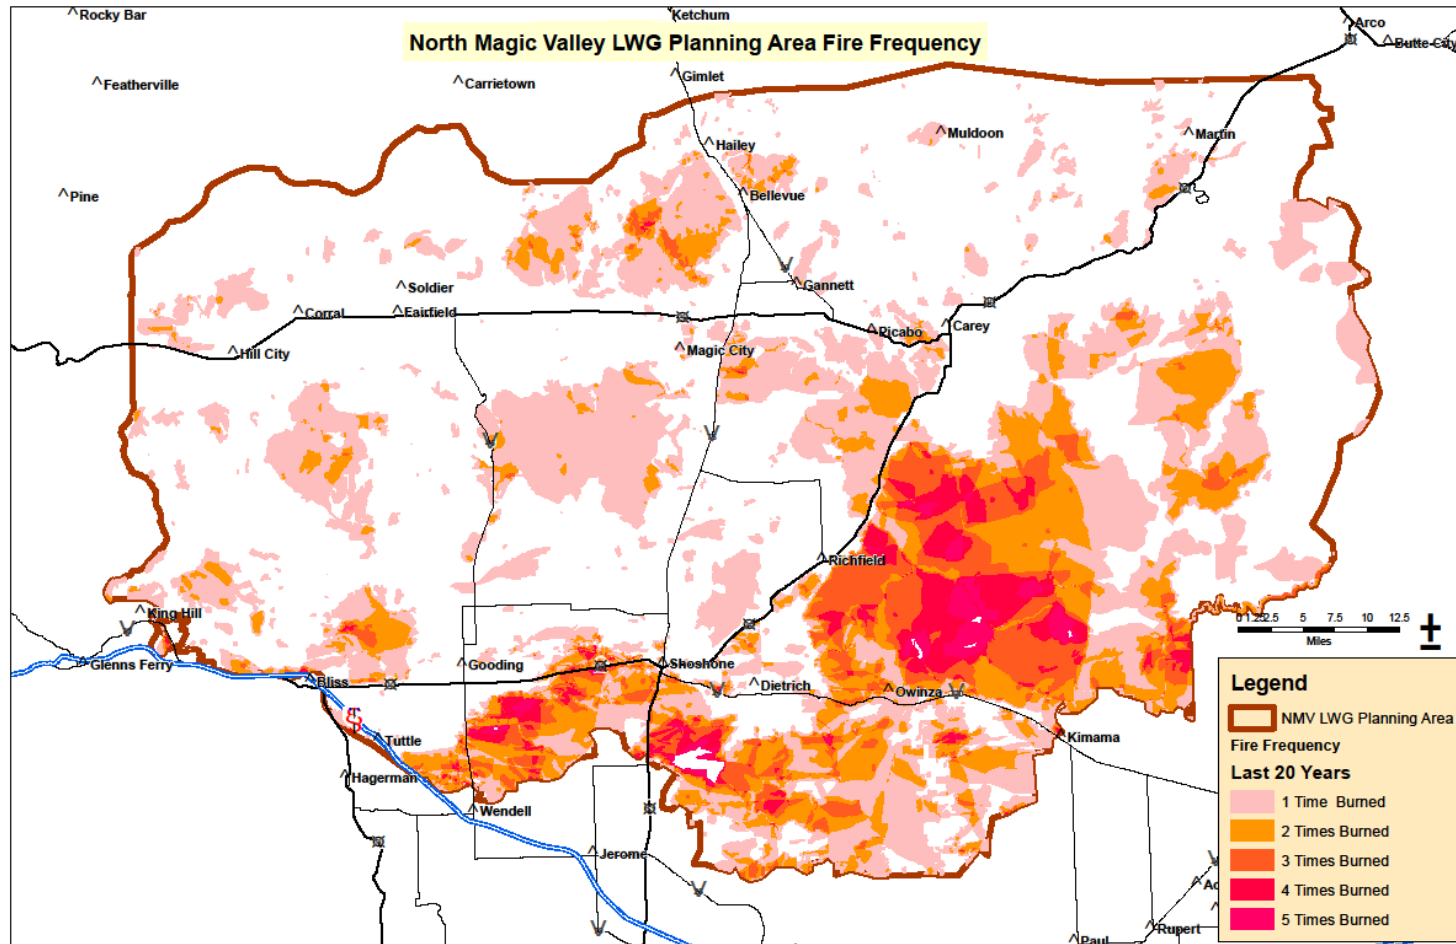 Rocky Bar
Ketchum
Arco
North Magic Valley LWG Planning Area Fire Frequency
Butte City
Featherville
Carrietown
Gimlet
Muldoon
Martin
Hailey
Pine
Bellevue
Soldier
Gannett
Corral
Fairfield
Picabo
Carey
Hill City
Magic City
Richfield
King Hill
0 1.252.5 5 7.5 10 12.5
Miles
Glenns Ferry
Gooding
Shoshone
Bliss
Dietrich
Owinza
Kimama
Tuttle
Hagerman
Wendell
Jerome
Rupert
Paul
Legend
NMV LWG Planning Area
Fire Frequency
Last 20 Years
1 Time Burned
2 Times Burned
3 Times Burned
4 Times Burned
5 Times Burned